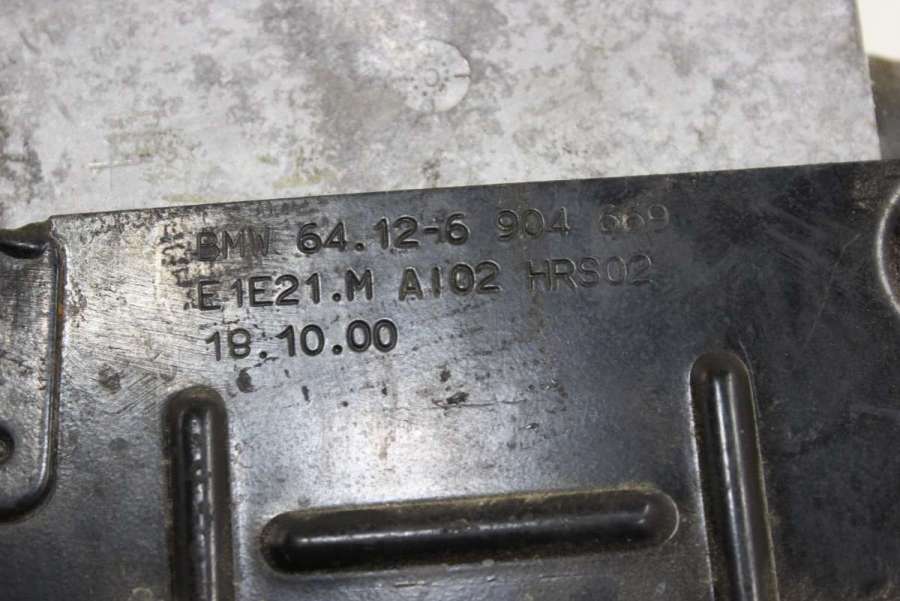 BMW 64.12-6 904 669
E1E21.M A102 HRS02
18.10.00